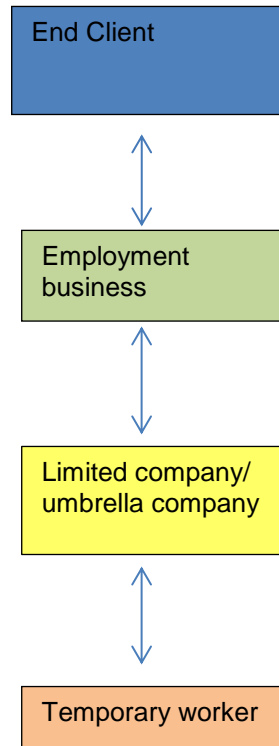 End Client
Employment
business
Limited company/
umbrella company
Temporary worker